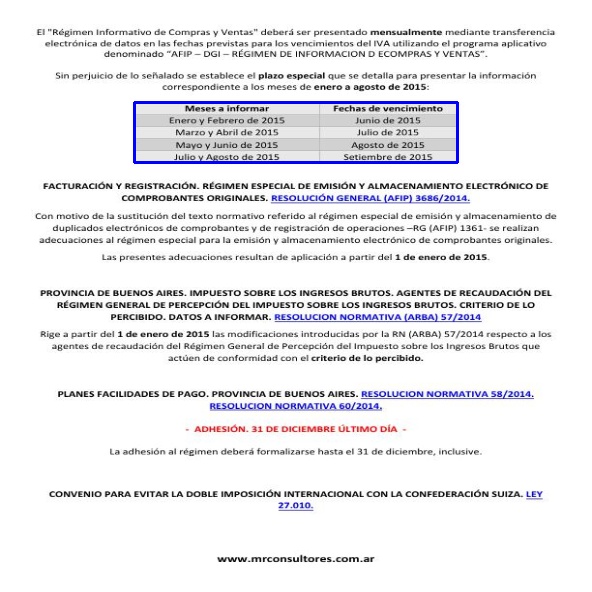 El "Régimen Informativo de Compras y Ventas" deberá ser presentado mensualmente mediante transferencia
electrónica de datos en las fechas previstas para los vencimientos del IVA utilizando el programa aplicativo
denominado “AFIP – DGI – RÉGIMEN DE INFORMACION D ECOMPRAS Y VENTAS”.
Sin perjuicio de lo señalado se establece el plazo especial que se detalla para presentar la información
correspondiente a los meses de enero a agosto de 2015:
Meses a informar Fechas de vencimiento
Enero y Febrero de 2015 Junio de 2015
Marzo y Abril de 2015 Julio de 2015
Mayo y Junio de 2015 Agosto de 2015
Julio y Agosto de 2015 Setiembre de 2015
FACTURACIÓN Y REGISTRACIÓN. RÉGIMEN ESPECIAL DE EMISIÓN Y ALMACENAMIENTO ELECTRÓNICO DE
COMPROBANTES ORIGINALES. RESOLUCIÓN GENERAL (AFIP) 3686/2014.
Con motivo de la sustitución del texto normativo referido al régimen especial de emisión y almacenamiento de
duplicados electrónicos de comprobantes y de registración de operaciones –RG (AFIP) 1361- se realizan
adecuaciones al régimen especial para la emisión y almacenamiento electrónico de comprobantes originales.
Las presentes adecuaciones resultan de aplicación a partir del 1 de enero de 2015.
PROVINCIA DE BUENOS AIRES. IMPUESTO SOBRE LOS INGRESOS BRUTOS. AGENTES DE RECAUDACIÓN DEL
RÉGIMEN GENERAL DE PERCEPCIÓN DEL IMPUESTO SOBRE LOS INGRESOS BRUTOS. CRITERIO DE LO
PERCIBIDO. DATOS A INFORMAR. RESOLUCION NORMATIVA (ARBA) 57/2014
Rige a partir del 1 de enero de 2015 las modificaciones introducidas por la RN (ARBA) 57/2014 respecto a los
agentes de recaudación del Régimen General de Percepción del Impuesto sobre los Ingresos Brutos que
actúen de conformidad con el criterio de lo percibido.
PLANES FACILIDADES DE PAGO. PROVINCIA DE BUENOS AIRES. RESOLUCION NORMATIVA 58/2014.
RESOLUCION NORMATIVA 60/2014.
- ADHESIÓN. 31 DE DICIEMBRE ÚLTIMO DÍA -
La adhesión al régimen deberá formalizarse hasta el 31 de diciembre, inclusive.
CONVENIO PARA EVITAR LA DOBLE IMPOSICIÓN INTERNACIONAL CON LA CONFEDERACIÓN SUIZA. LEY
27.010.
www.mrconsultores.com.ar